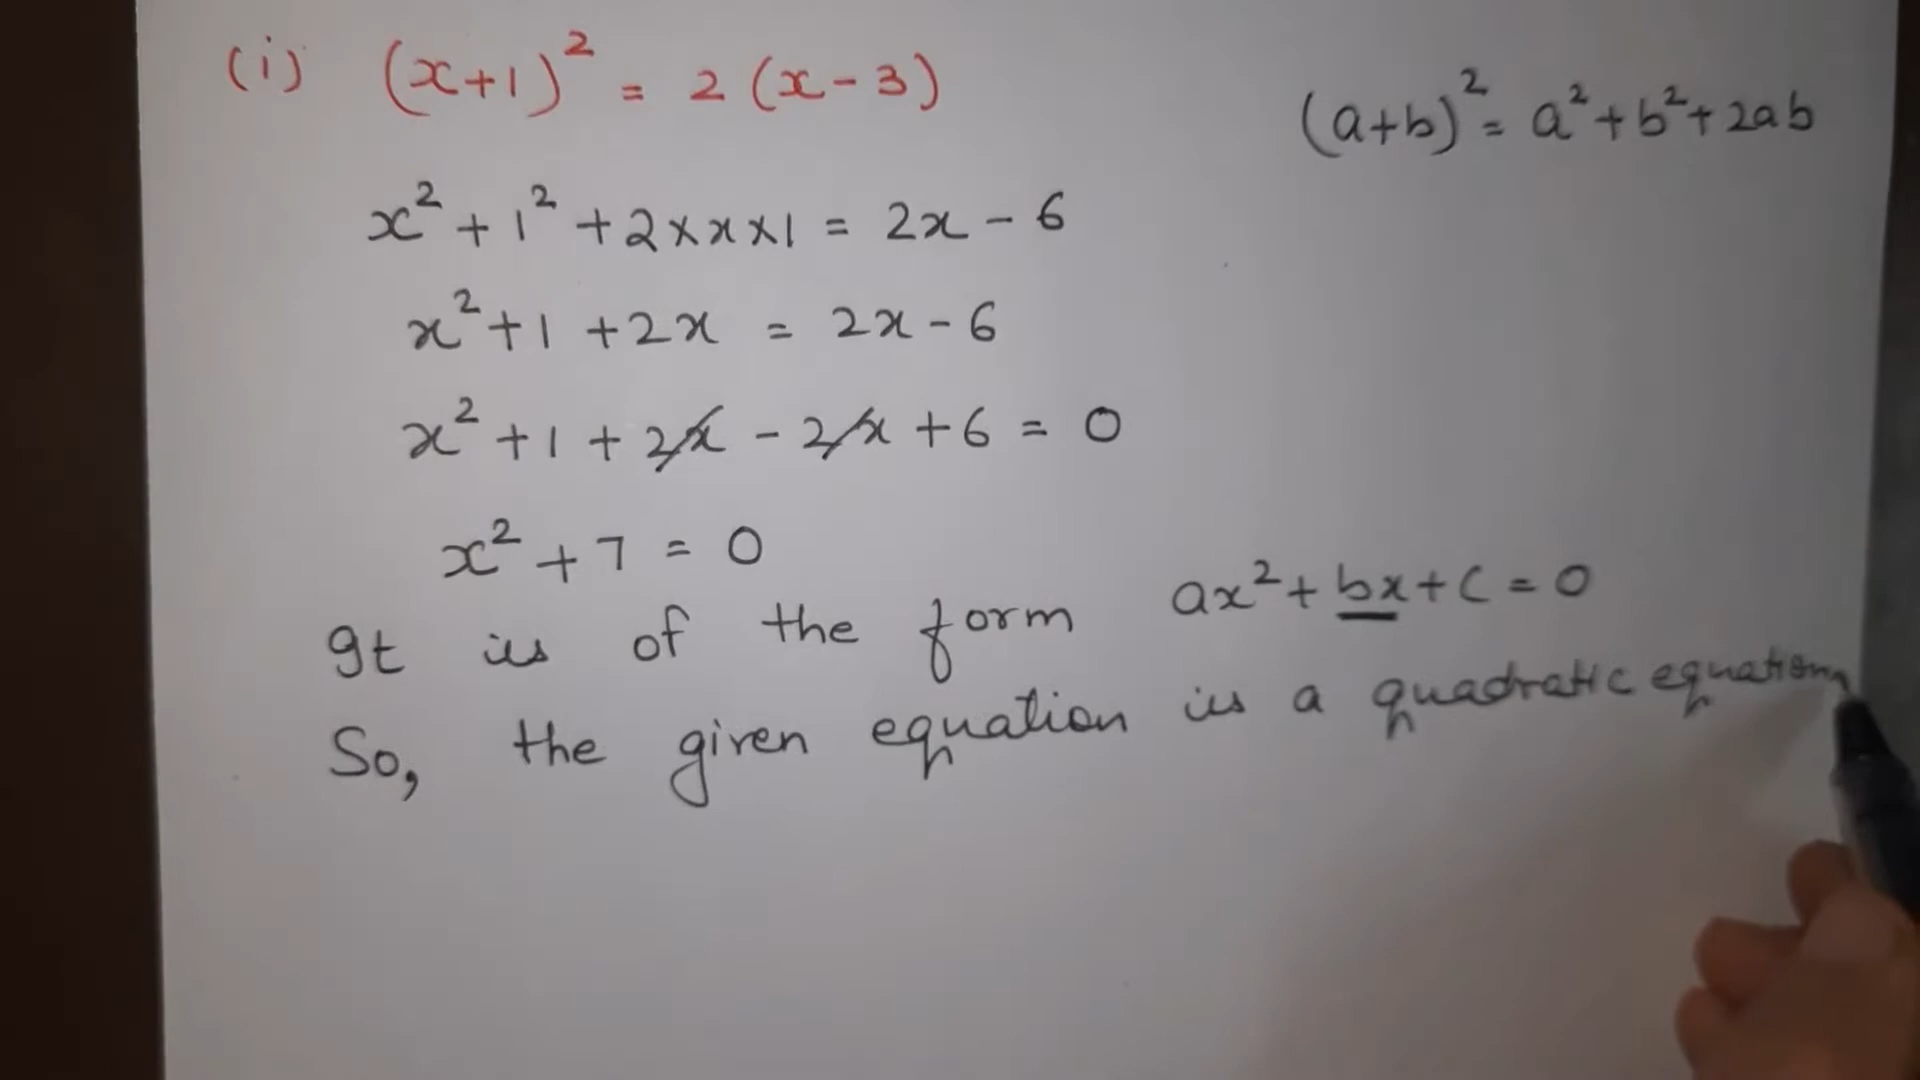 (i) (x+1)² = 2(x-3)
(a+b)² = a²+b²+2ab
x² + 1² + 2×x×1 = 2x - 6
x² + 1 + 2x = 2x - 6
x² + 1 + 2x - 2x + 6 = 0
x² + 7 = 0
It is of the form ax² + bx + c = 0
So, the given equation is a quadratic equation